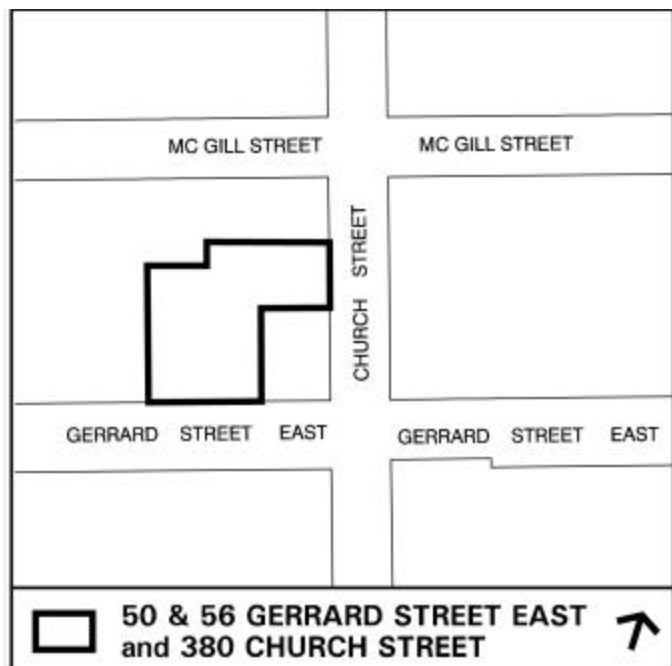 MC GILL STREET MC GILL STREET
CHURCH STREET
GERRARD STREET EAST GERRARD STREET EAST
50 & 56 GERRARD STREET EAST
and 380 CHURCH STREET